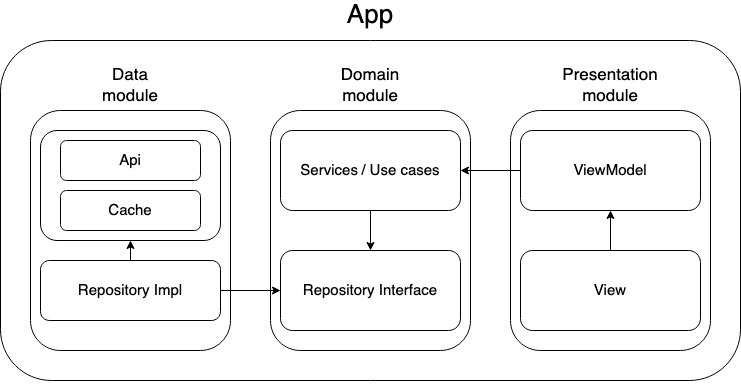 App
Data
module
Domain
module
Presentation
module
Api
Cache
Repository Impl
Services / Use cases
Repository Interface
ViewModel
View